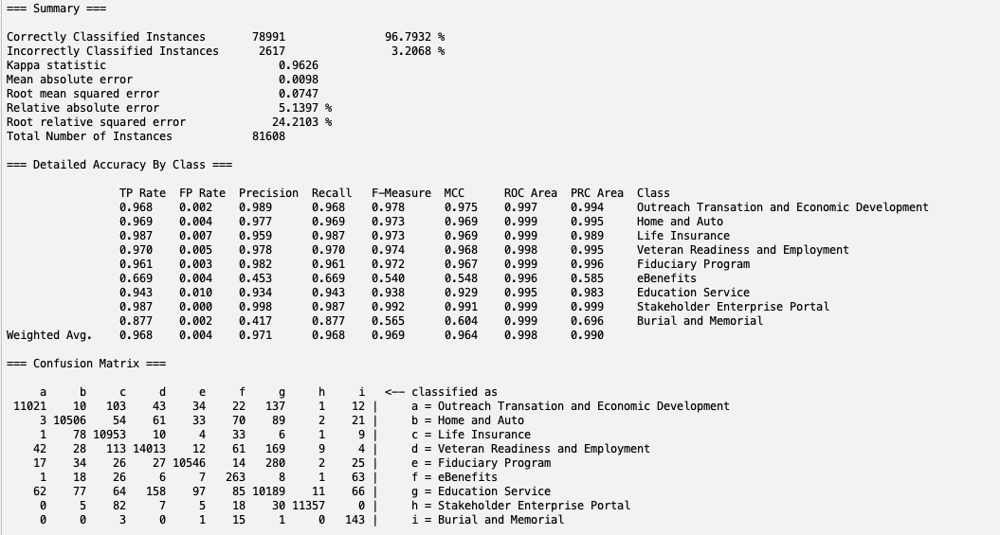 === Summary ===
Correctly Classified Instances 78991 96.7932 %
Incorrectly Classified Instances 2617 3.2068 %
Kappa statistic 0.9626
Mean absolute error 0.0098
Root mean squared error 0.0747
Relative absolute error 5.1397 %
Root relative squared error 24.2103 %
Total Number of Instances 81608
=== Detailed Accuracy By Class ===
TP Rate FP Rate Precision Recall F-Measure MCC ROC Area PRC Area Class
0.968 0.002 0.989 0.968 0.978 0.975 0.997 0.994 Outreach Transation and Economic Development
0.969 0.004 0.977 0.969 0.973 0.969 0.999 0.995 Home and Auto
0.987 0.007 0.959 0.987 0.973 0.969 0.999 0.989 Life Insurance
0.970 0.005 0.978 0.970 0.974 0.968 0.998 0.995 Veteran Readiness and Employment
0.961 0.003 0.982 0.961 0.972 0.967 0.999 0.996 Fiduciary Program
0.669 0.004 0.453 0.669 0.540 0.548 0.996 0.585 eBenefits
0.943 0.010 0.934 0.943 0.938 0.929 0.995 0.983 Education Service
0.987 0.000 0.998 0.987 0.992 0.991 0.999 0.999 Stakeholder Enterprise Portal
0.877 0.002 0.417 0.877 0.565 0.604 0.999 0.696 Burial and Memorial
Weighted Avg. 0.968 0.004 0.971 0.968 0.969 0.964 0.998 0.990
=== Confusion Matrix ===
a b c d e f g h i <-- classified as
11021 10 103 43 34 22 137 1 12 | a = Outreach Transation and Economic Development
3 10506 54 61 33 70 89 2 21 | b = Home and Auto
1 78 10953 10 4 33 6 1 9 | c = Life Insurance
42 28 113 14013 12 61 169 9 4 | d = Veteran Readiness and Employment
17 34 26 27 10546 14 280 2 25 | e = Fiduciary Program
1 18 26 6 7 263 8 1 63 | f = eBenefits
62 77 64 158 97 85 10189 11 66 | g = Education Service
0 5 82 7 5 18 30 11357 0 | h = Stakeholder Enterprise Portal
0 0 3 0 1 15 1 0 143 | i = Burial and Memorial